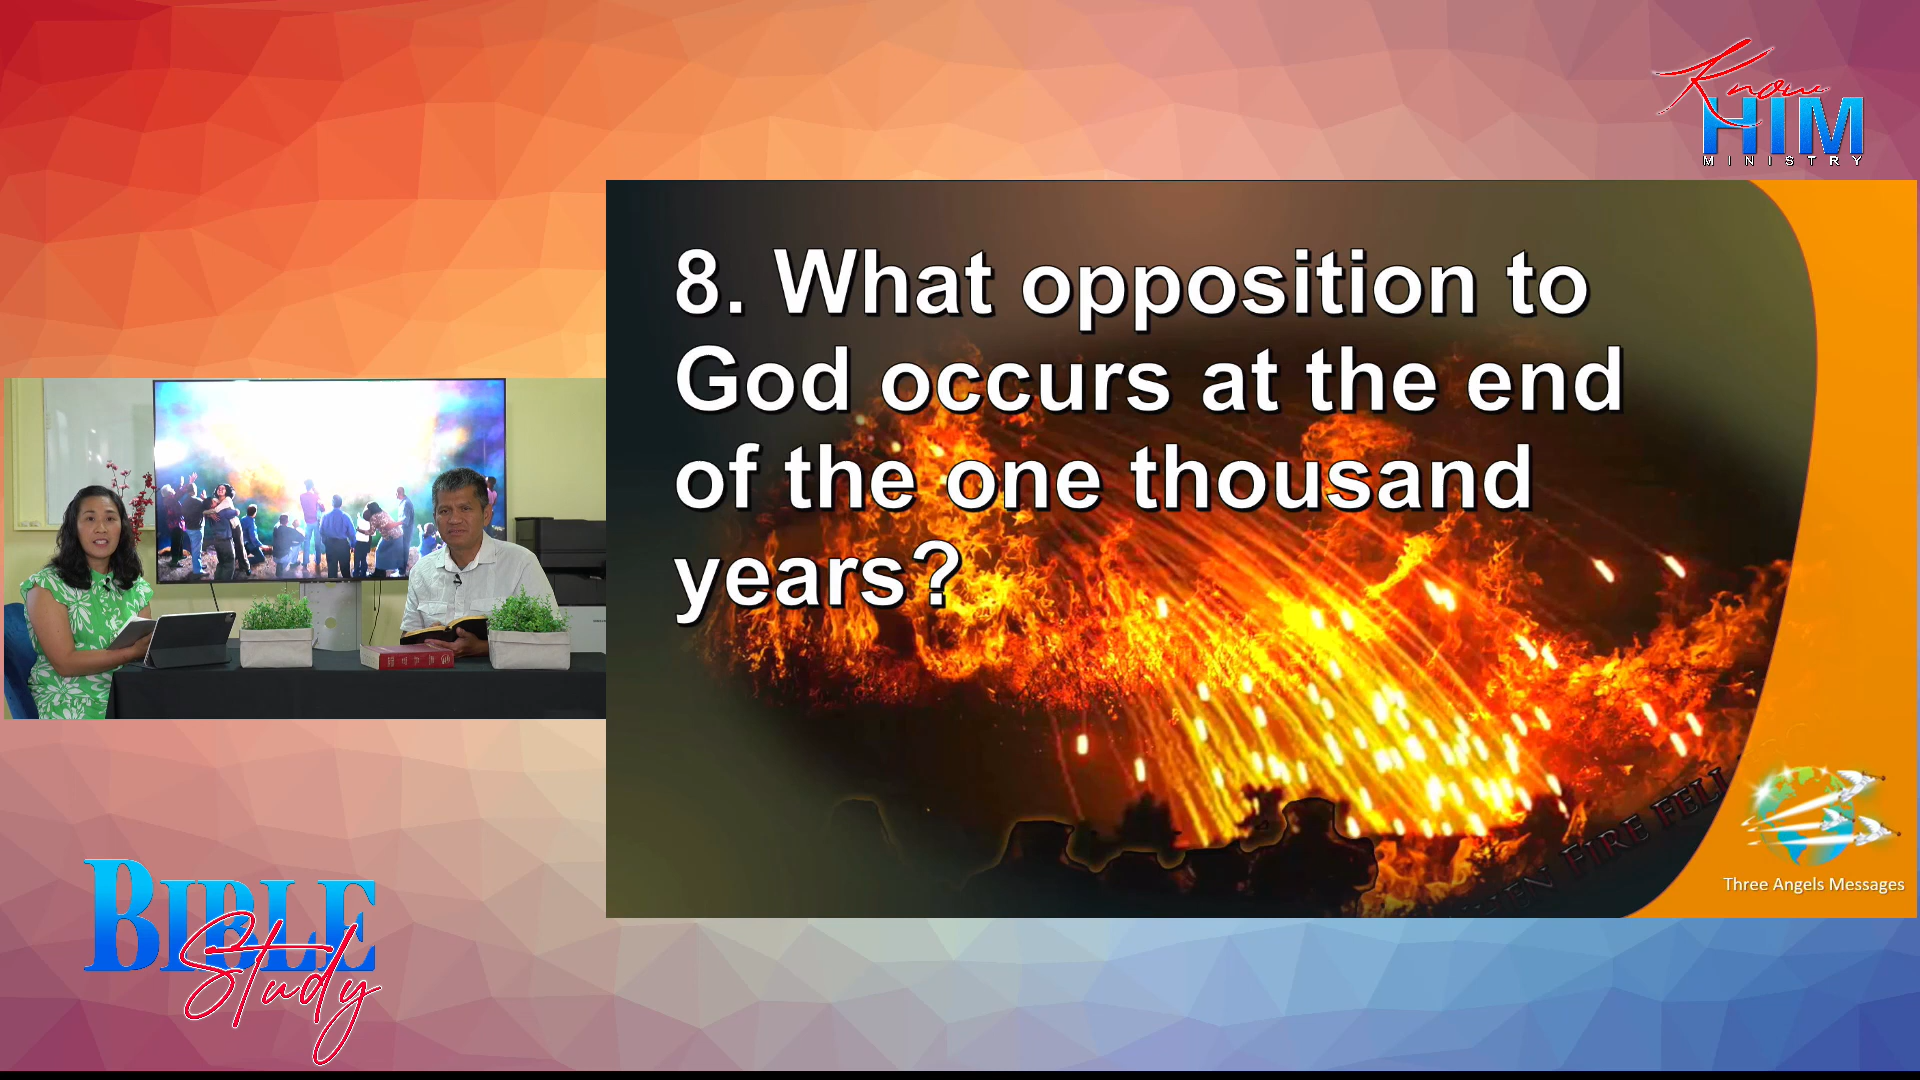 Know
HIM
MINISTRY
8. What opposition to
God occurs at the end
of the one thousand
years?
FIRE FELL
Three Angels Messages
BIBLE
Study